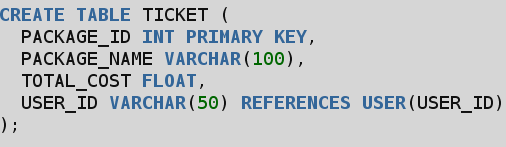 CREATE TABLE TICKET (
  PACKAGE_ID INT PRIMARY KEY,
  PACKAGE_NAME VARCHAR(100),
  TOTAL_COST FLOAT,
  USER_ID VARCHAR(50) REFERENCES USER(USER_ID)
);